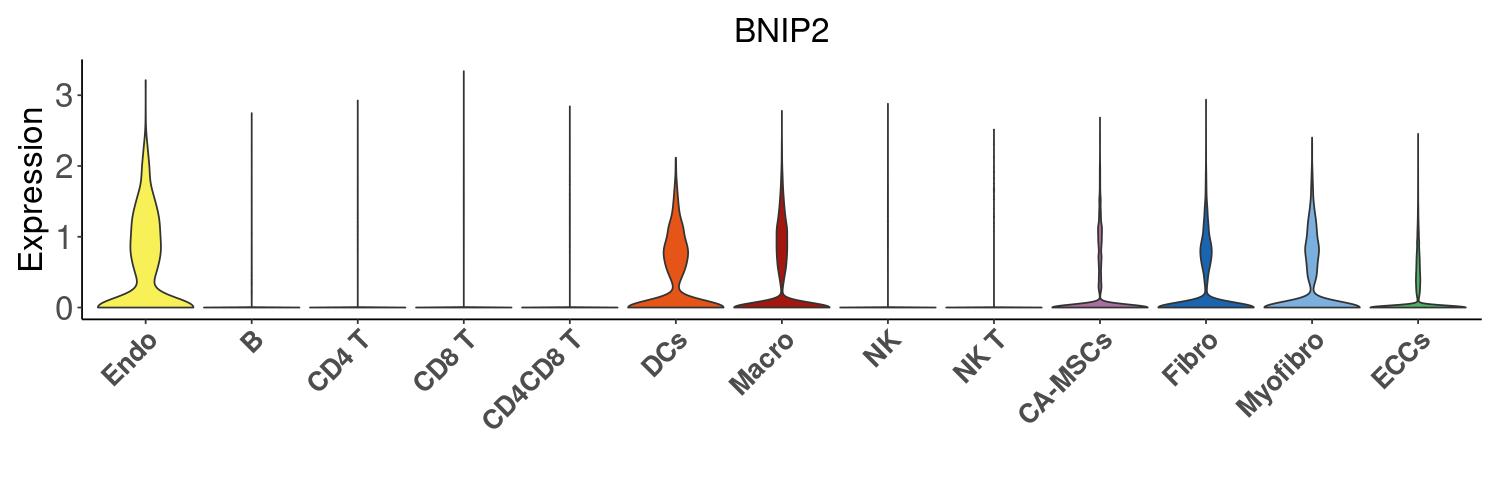 BNIP2
Expression
3
2
1
0
Endo
B
CD4 T
CD8 T
CD4CD8 T
DCs
Macro
NK
NK T
CA-MSCs
Fibro
Myofibro
ECCs